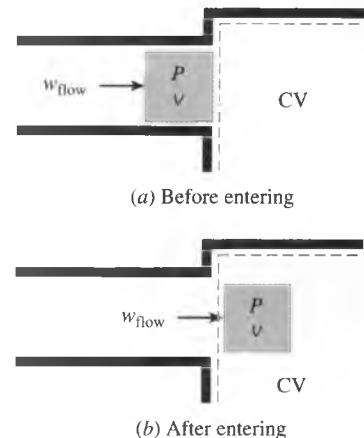 P
w_flow
v
CV
(a) Before entering
w_flow
P
v
CV
(b) After entering